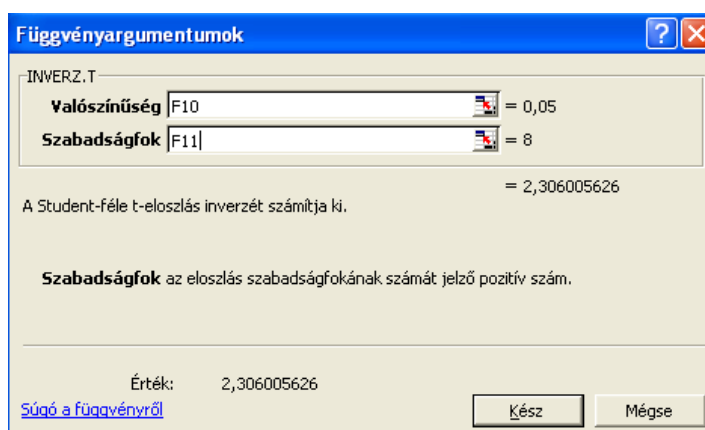 Függvényargumentumok
INVERZ.T
Valószínűség F10 = 0,05
Szabadságfok F11 = 8
= 2,306005626
A Student-féle t-eloszlás inverzét számítja ki.
Szabadságfok az eloszlás szabadságfokának számát jelző pozitív szám.
Érték: 2,306005626
Súgó a függvényről
Kész Mégse